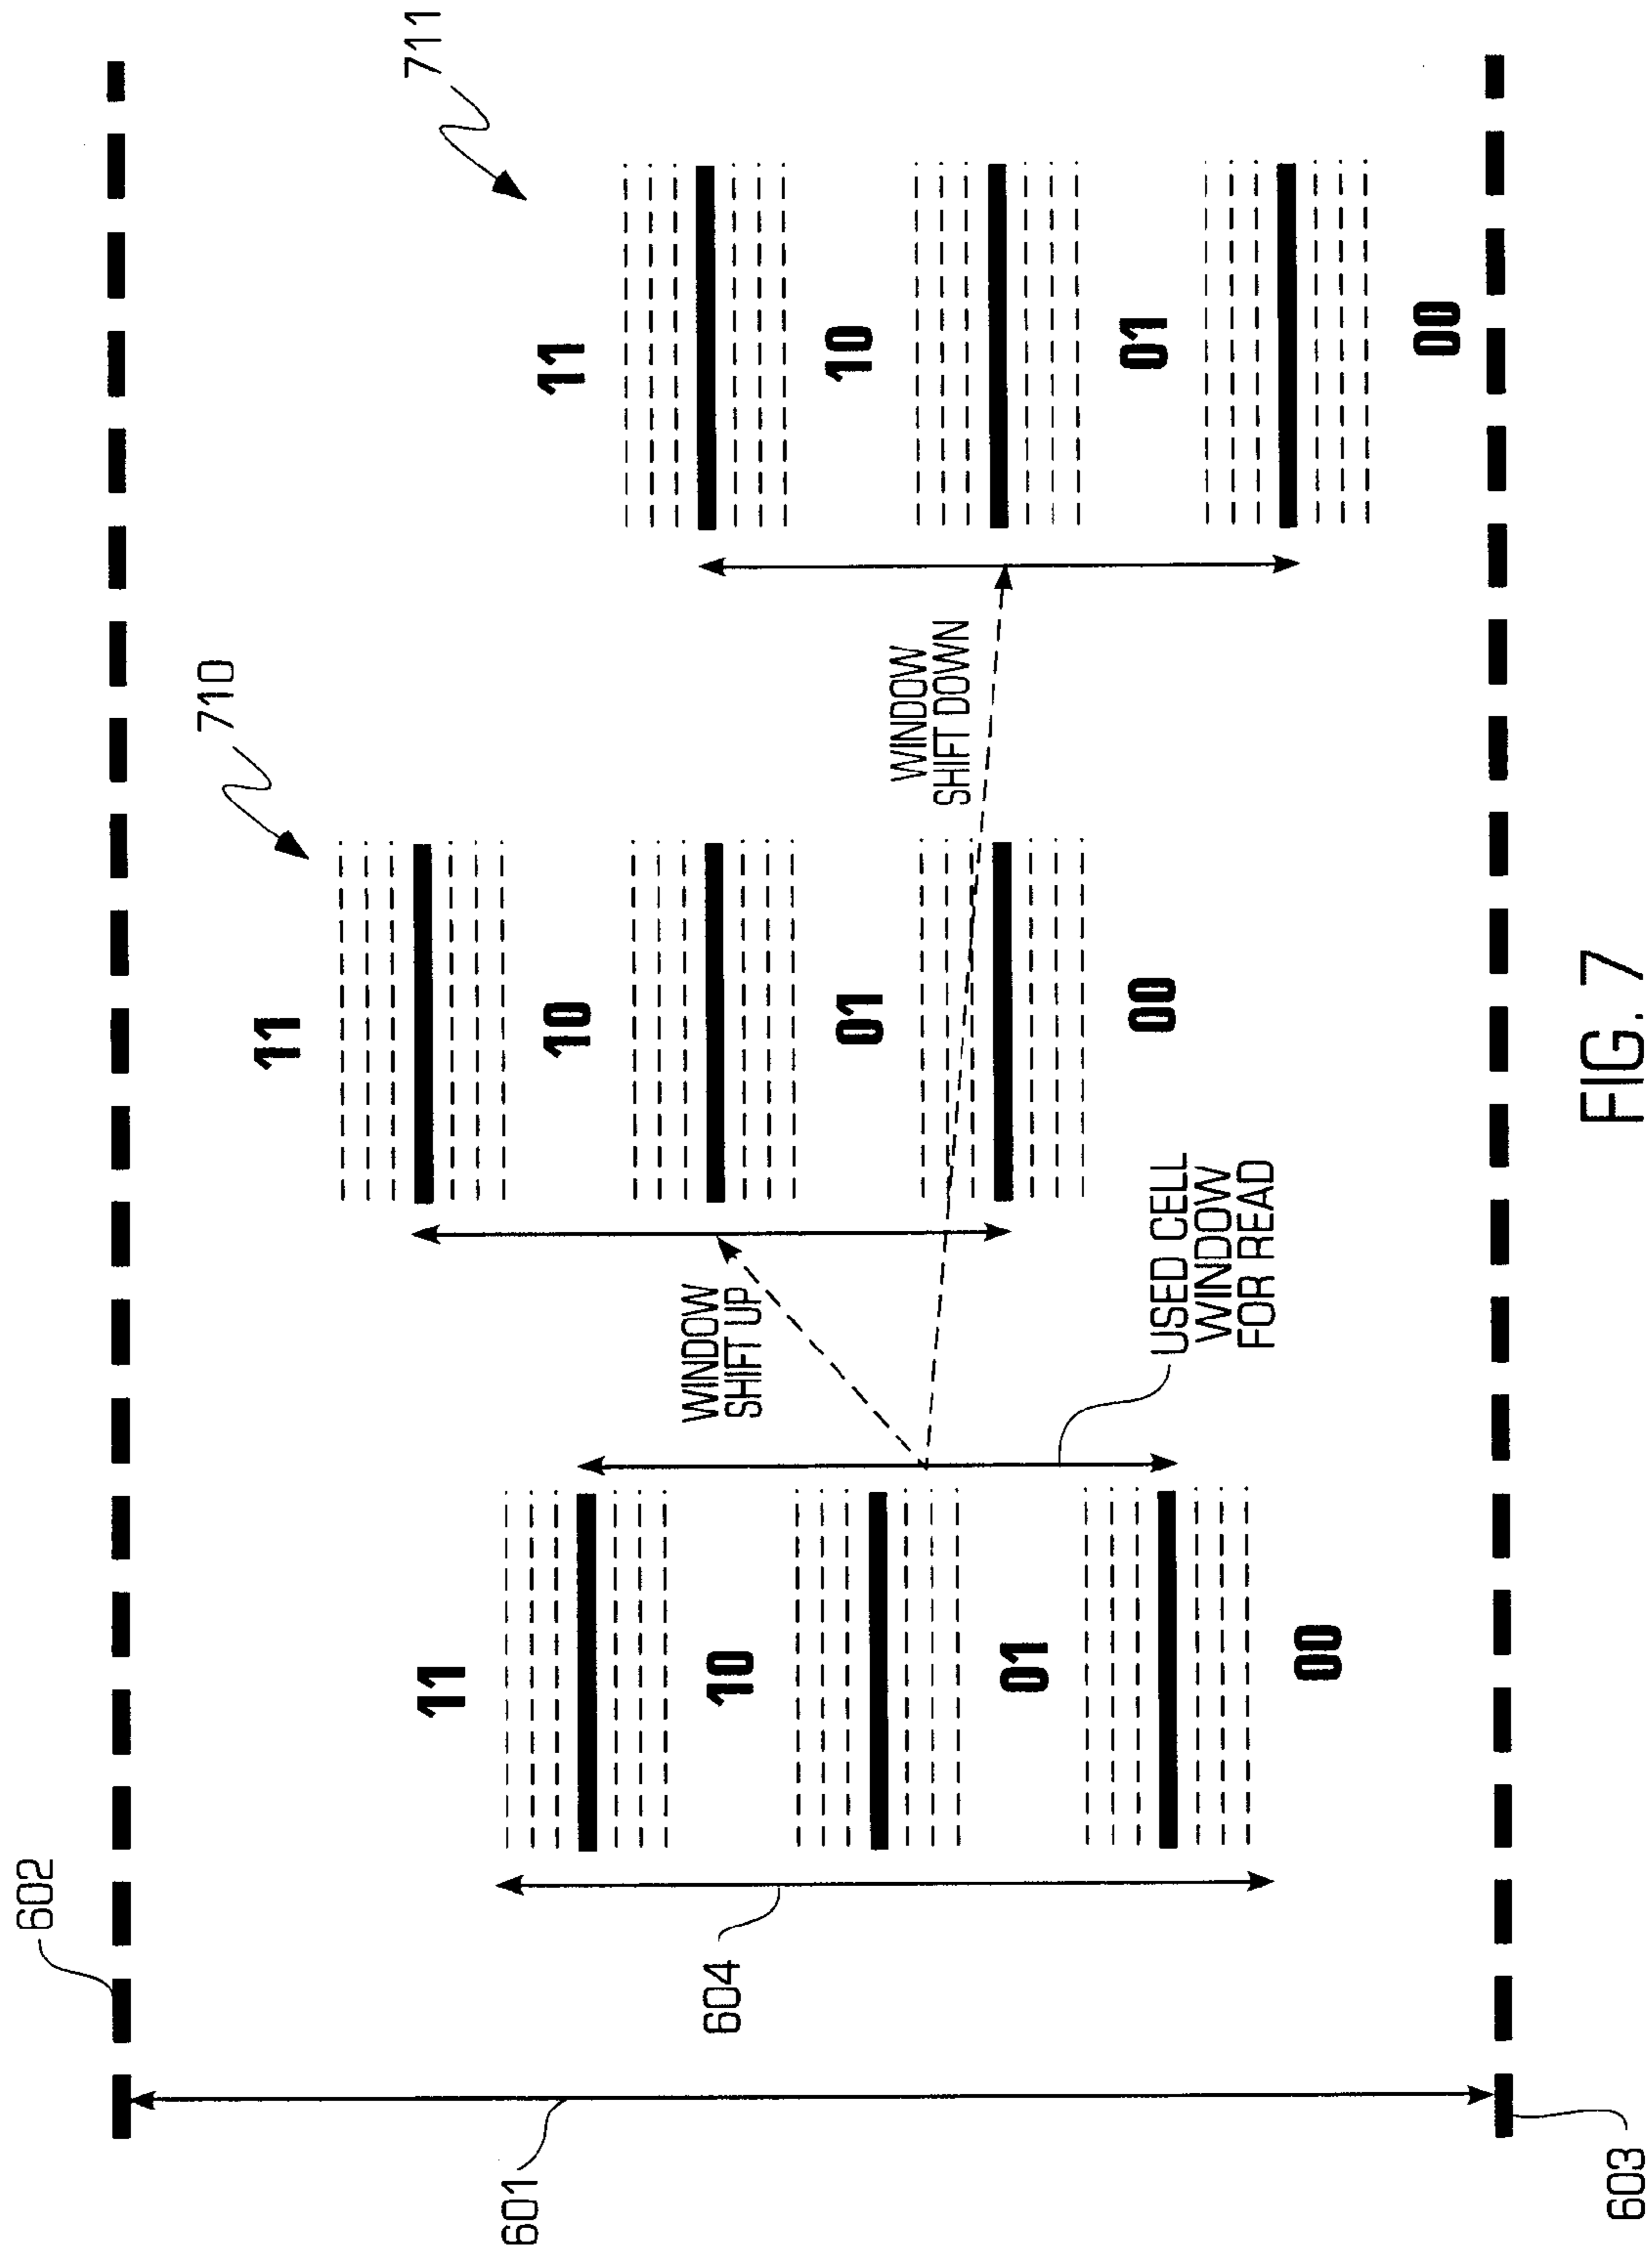 602
710
711
11
10
01
00
11
10
01
00
11
10
01
00
WINDOW
SHIFT UP
WINDOW
SHIFT DOWN
USED CELL
WINDOW
FOR READ
604
601
603
FIG. 7